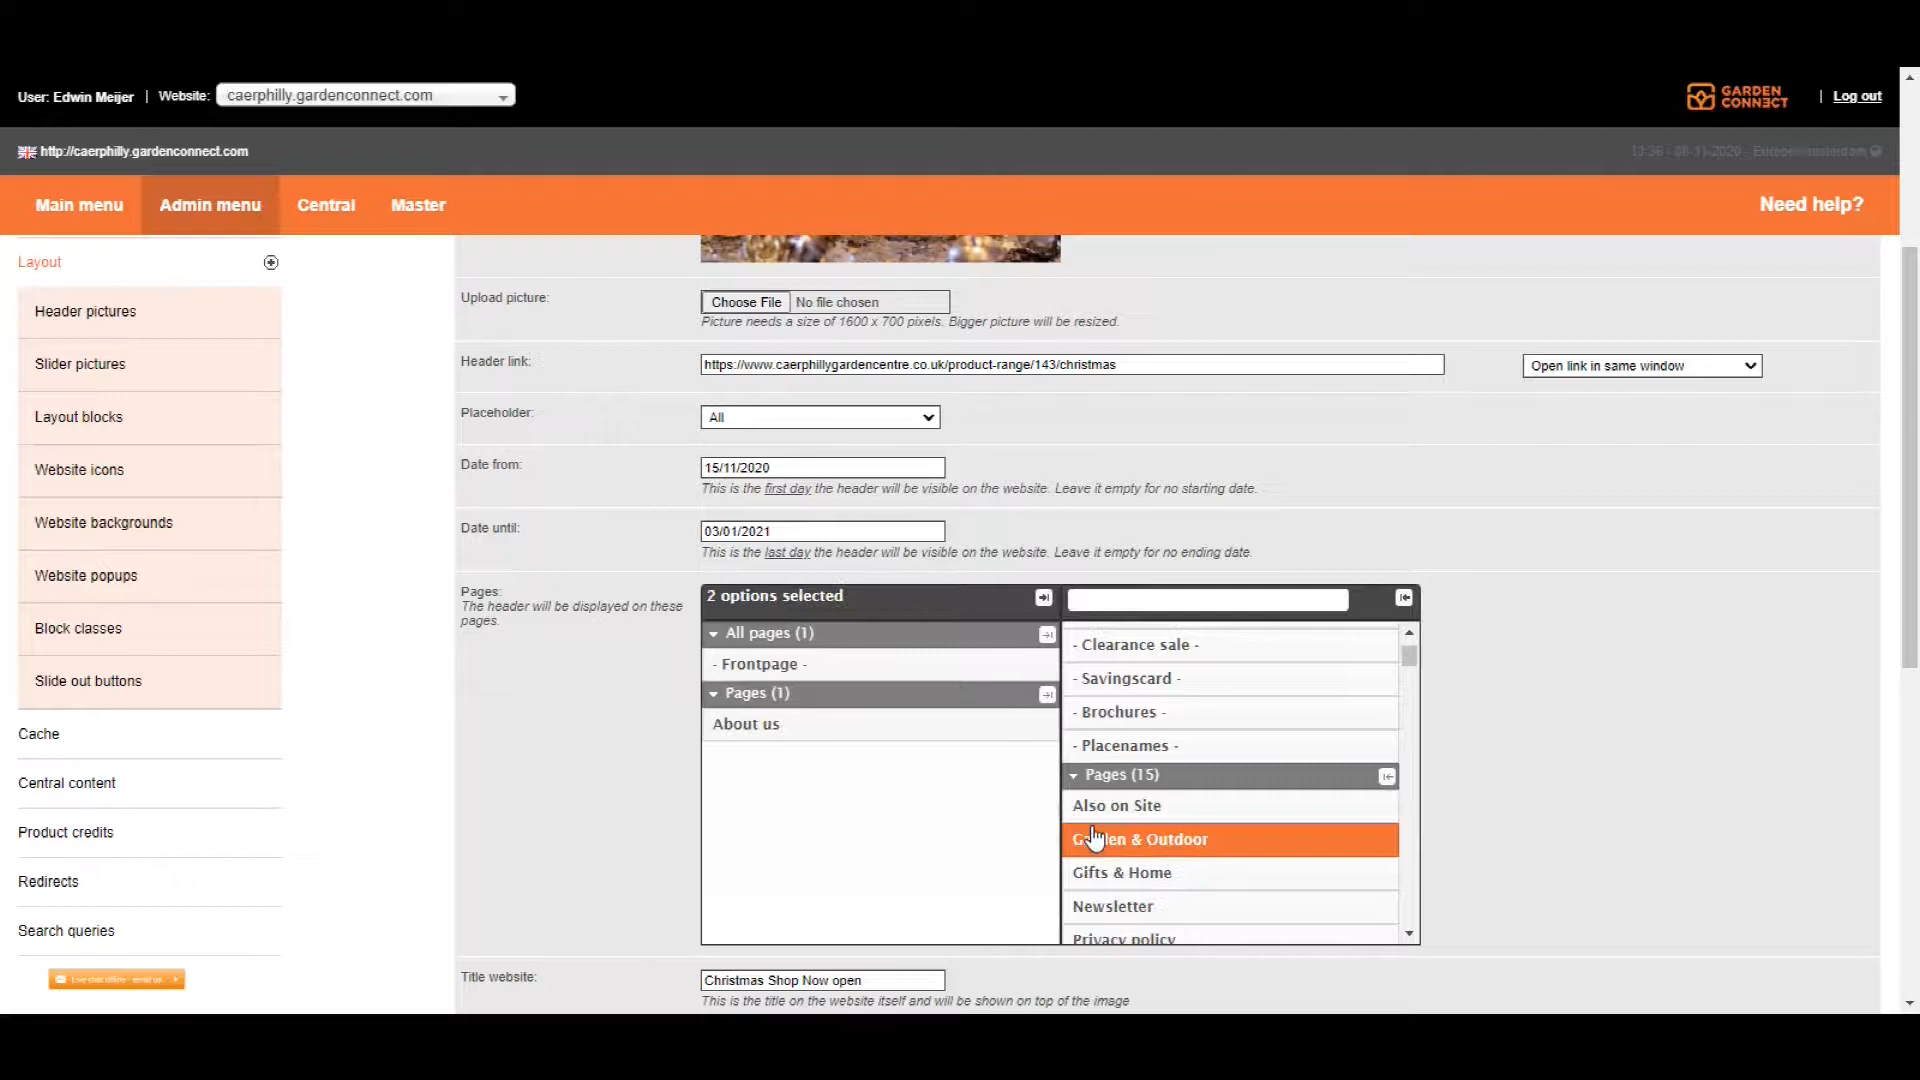 User: Edwin Meijer | Website: caerphilly.gardenconnect.com
GARDEN CONNECT
| Log out
http://caerphilly.gardenconnect.com
Main menu
Admin menu
Central
Master
Need help?
Layout
Header pictures
Slider pictures
Layout blocks
Website icons
Website backgrounds
Website popups
Block classes
Slide out buttons
Cache
Central content
Product credits
Redirects
Search queries
Upload picture:
Choose File No file chosen
Picture needs a size of 1600 x 700 pixels. Bigger picture will be resized.
Header link:
https://www.caerphillygardencentre.co.uk/product-range/143/christmas
Open link in same window
Placeholder:
All
Date from:
15/11/2020
This is the first day the header will be visible on the website. Leave it empty for no starting date.
Date until:
03/01/2021
This is the last day the header will be visible on the website. Leave it empty for no ending date.
Pages:
The header will be displayed on these
pages.
2 options selected
All pages (1)
- Frontpage -
Pages (1)
About us
- Clearance sale -
- Savingscard -
- Brochures -
- Placenames -
Pages (15)
Also on Site
Garden & Outdoor
Gifts & Home
Newsletter
Privacy policy
Title website:
Christmas Shop Now open
This is the title on the website itself and will be shown on top of the image